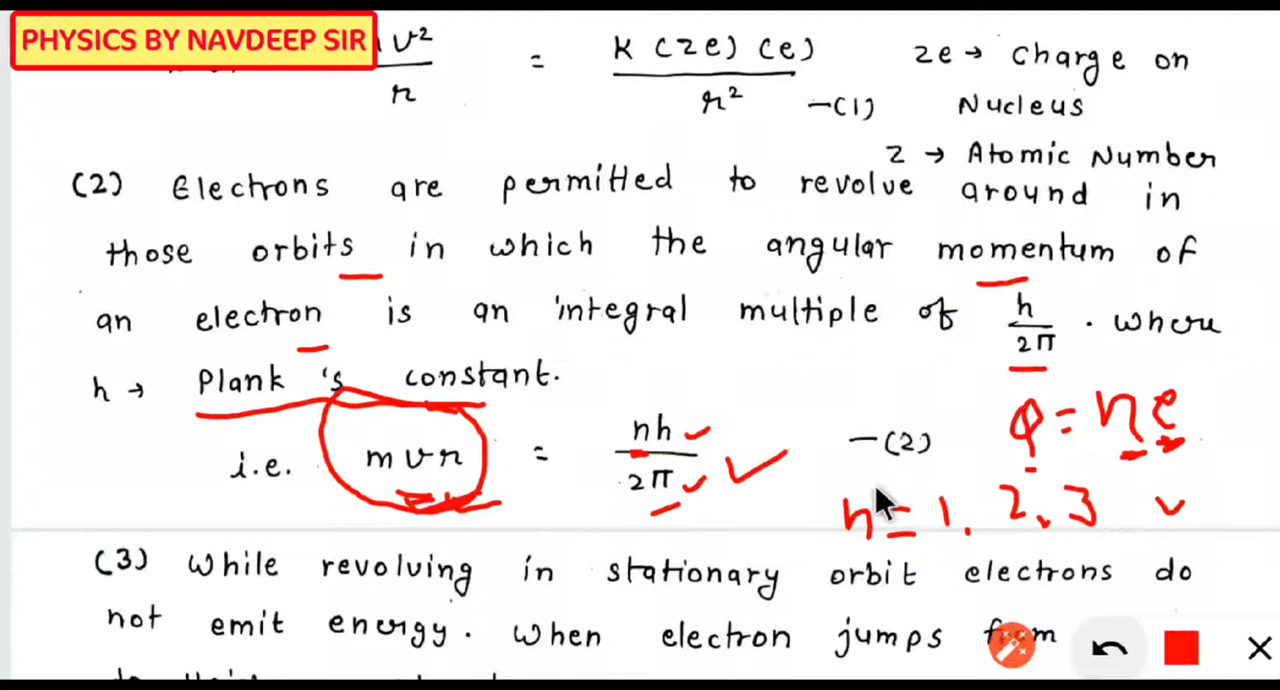 PHYSICS BY NAVDEEP SIR
v² / r = K (ze) (e) / r² -(1)
ze → Charge on
Nucleus
z → Atomic Number
(2) Electrons are permitted to revolve around in
those orbits in which the angular momentum of
an electron is an integral multiple of h/2π . where
h → Plank's constant.
i.e. mvr = nh/2π -(2)
Q = ne
n = 1, 2, 3
(3) While revolving in stationary orbit electrons do
not emit energy. When electron jumps from